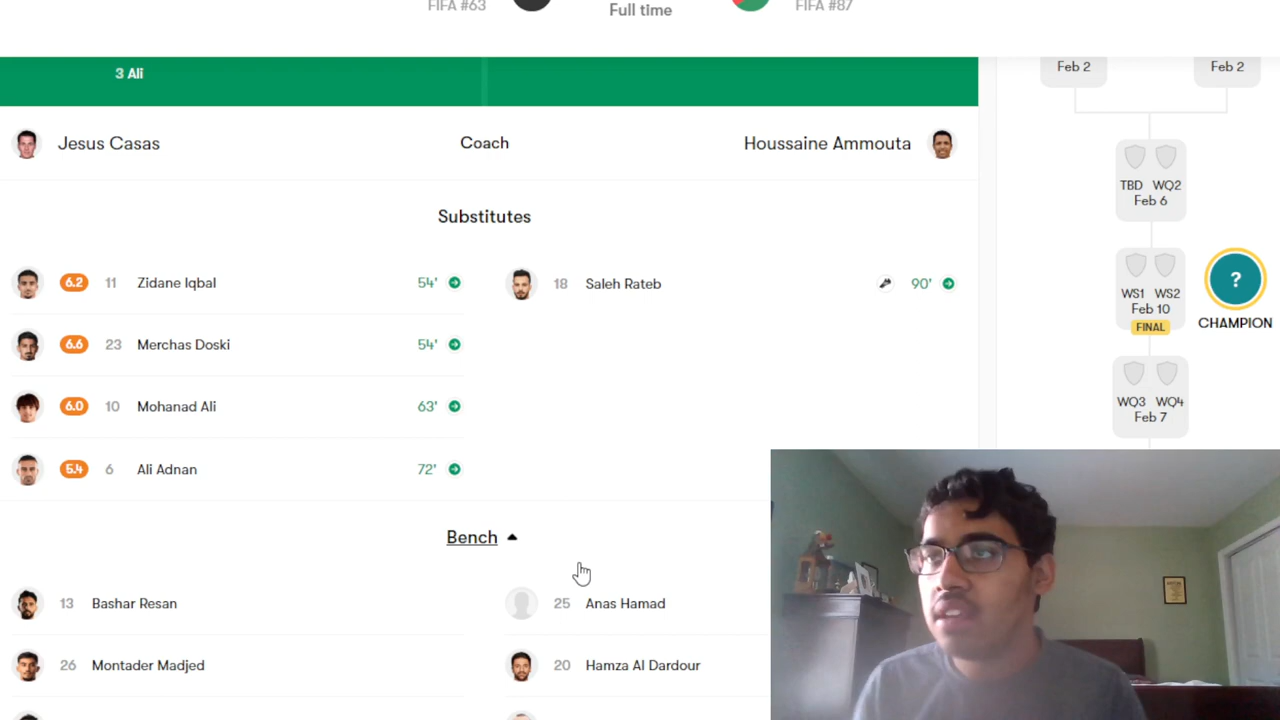 FIFA #63
Full time
FIFA #87
3 Ali
Feb 2
Feb 2
Jesus Casas
Coach
Houssaine Ammouta
TBD WQ2
Feb 6
Substitutes
6.2 11 Zidane Iqbal 54'
18 Saleh Rateb 90'
WS1 WS2
Feb 10
FINAL
?
CHAMPION
6.6 23 Merchas Doski 54'
6.0 10 Mohanad Ali 63'
WQ3 WQ4
Feb 7
5.4 6 Ali Adnan 72'
Bench
13 Bashar Resan
25 Anas Hamad
26 Montader Madjed
20 Hamza Al Dardour